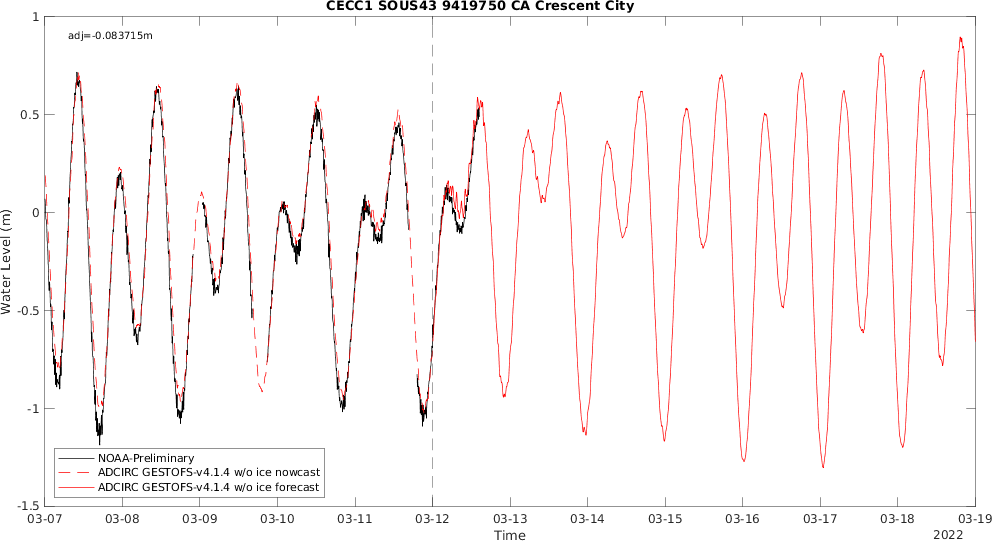 CECC1 SOUS43 9419750 CA Crescent City
adj=-0.083715m
1
0.5
0
-0.5
-1
-1.5
Water Level (m)
NOAA-Preliminary
ADCIRC GESTOFS-v4.1.4 w/o ice nowcast
ADCIRC GESTOFS-v4.1.4 w/o ice forecast
03-07 03-08 03-09 03-10 03-11 03-12 03-13 03-14 03-15 03-16 03-17 03-18 03-19
Time
2022